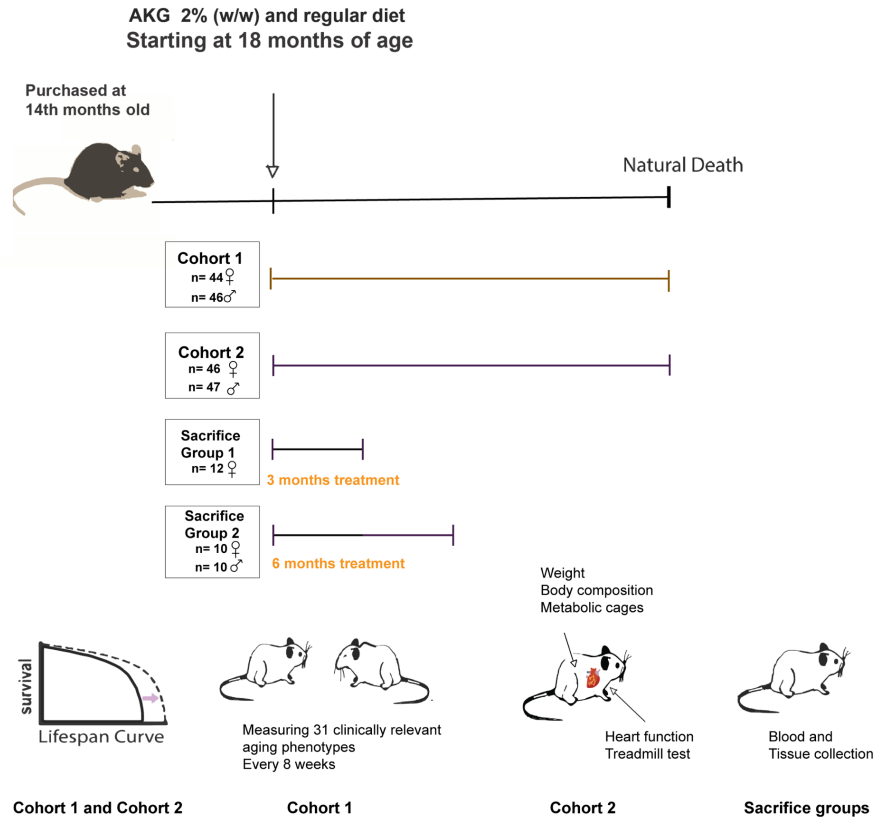 AKG 2% (w/w) and regular diet
Starting at 18 months of age
Purchased at
14th months old
Natural Death
Cohort 1
n= 44♀
n= 46♂
Cohort 2
n= 46 ♀
n= 47 ♂
Sacrifice
Group 1
n= 12 ♀
3 months treatment
Sacrifice
Group 2
n= 10 ♀
n= 10 ♂
6 months treatment
Weight
Body composition
Metabolic cages
survival
Lifespan Curve
Measuring 31 clinically relevant
aging phenotypes
Every 8 weeks
Heart function
Treadmill test
Blood and
Tissue collection
Cohort 1 and Cohort 2
Cohort 1
Cohort 2
Sacrifice groups